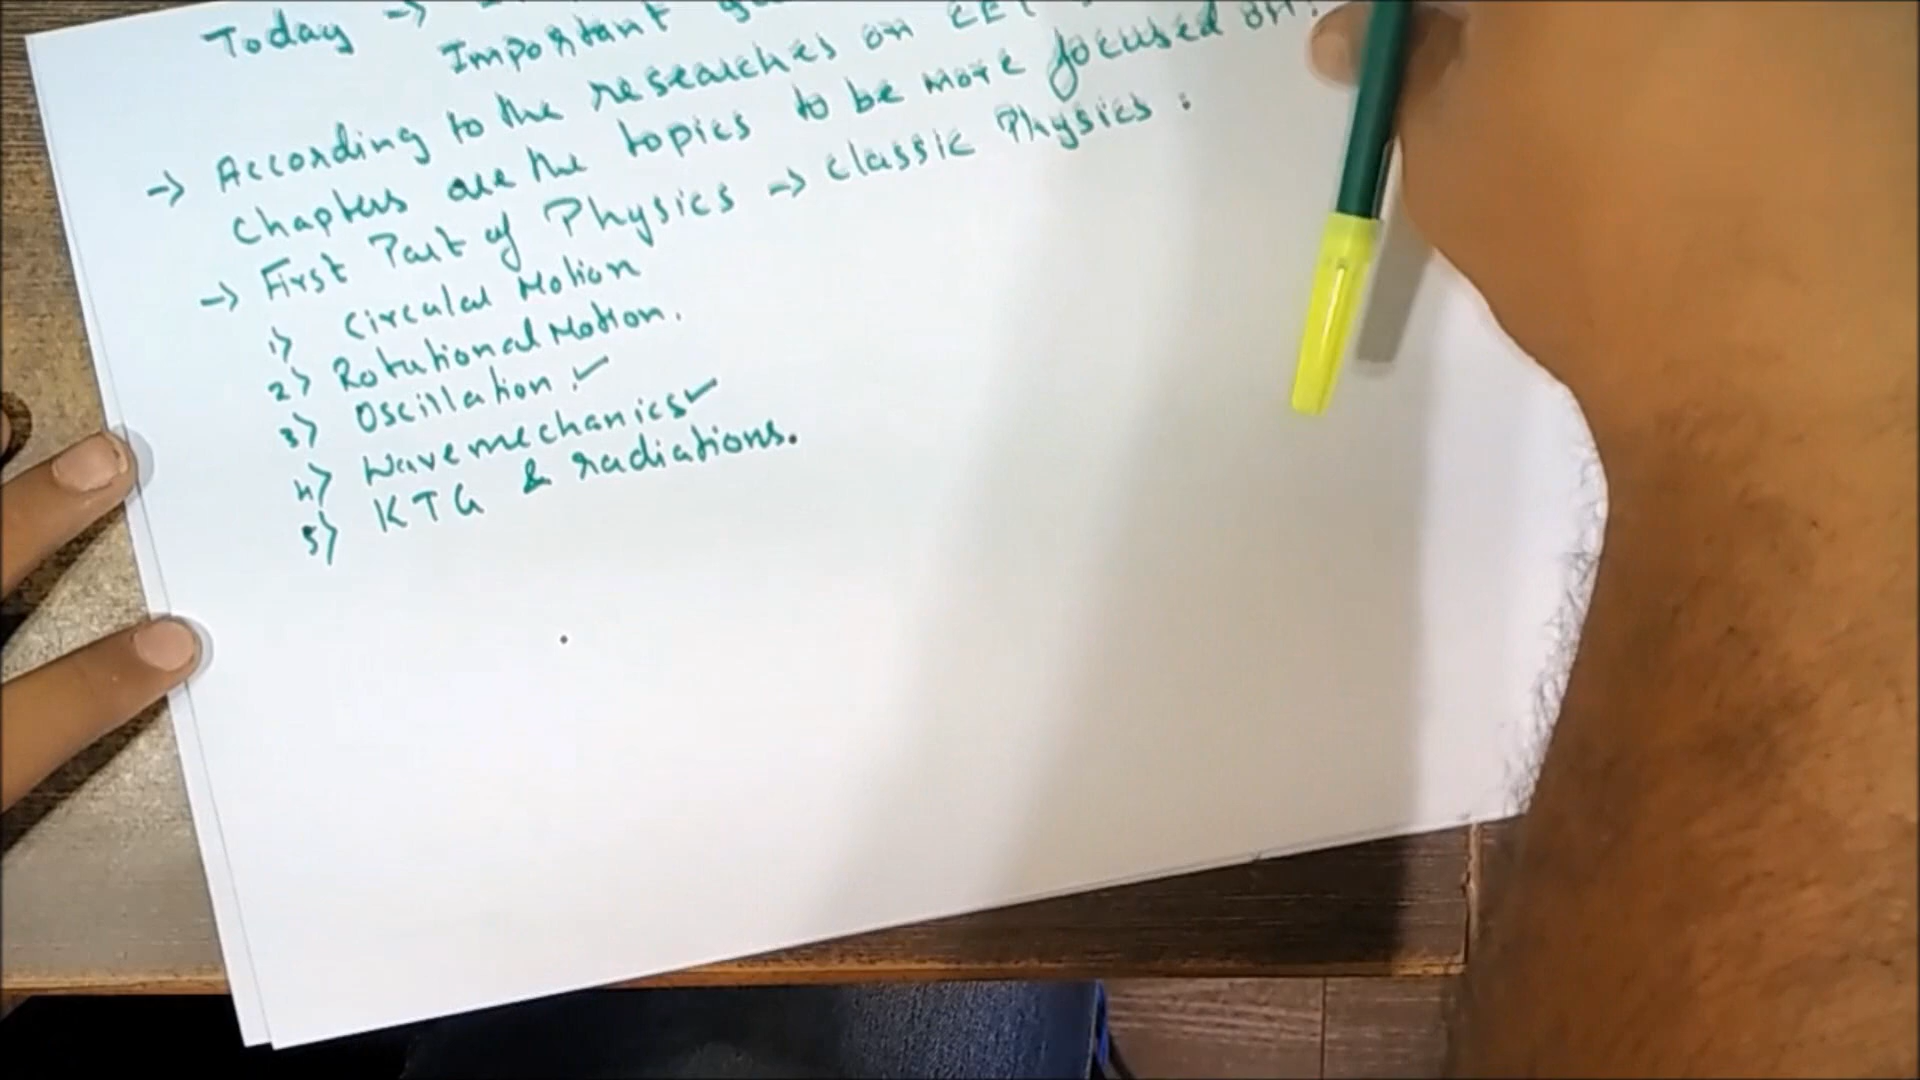 Today →
Important
→ According to the researches on CET
chapters are the topics to be more focused on:
→ First Part of Physics → Classic Physics :
1) Circular Motion
2) Rotational Motion.
3) Oscillation. ✓
4) Wave mechanics ✓
5) KTG & radiations.